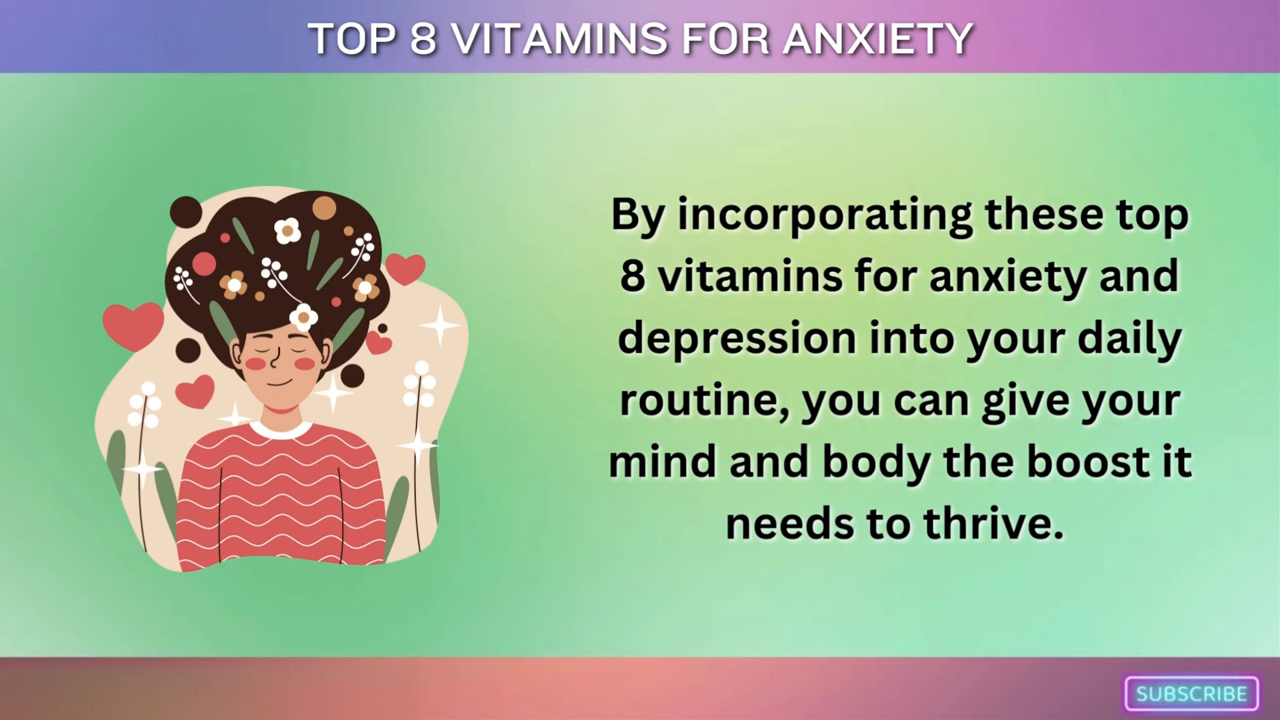 TOP 8 VITAMINS FOR ANXIETY
By incorporating these top
8 vitamins for anxiety and
depression into your daily
routine, you can give your
mind and body the boost it
needs to thrive.
SUBSCRIBE